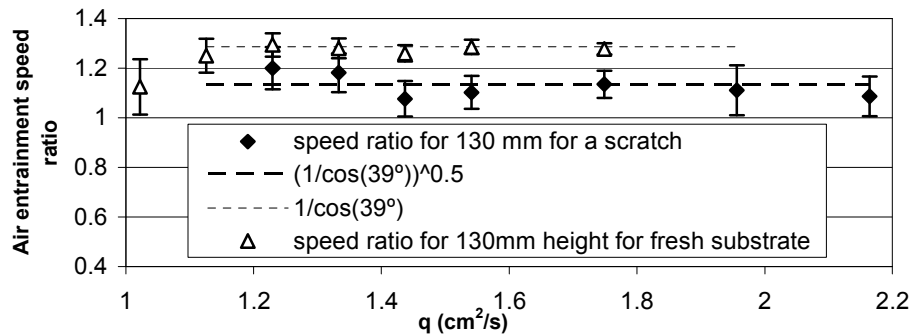 1.4
1.2
1
0.8
0.6
0.4
Air entrainment speed
ratio
speed ratio for 130 mm for a scratch
(1/cos(39º))^0.5
1/cos(39º)
speed ratio for 130mm height for fresh substrate
1 1.2 1.4 1.6 1.8 2 2.2
q (cm²/s)